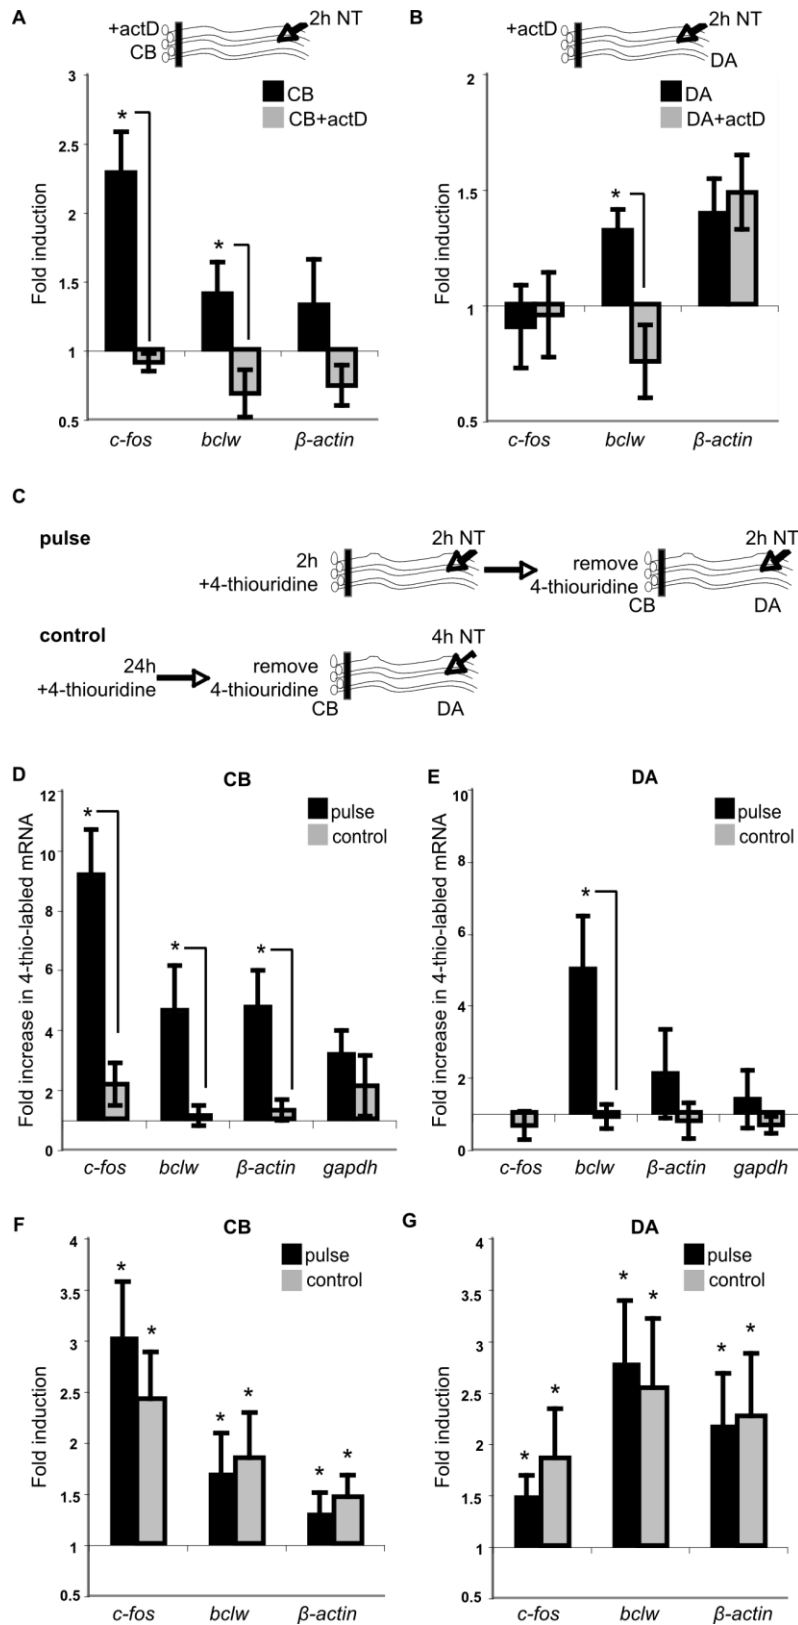 A
+actD
CB
2h NT
CB
CB+actD
Fold induction
3
2.5
2
1.5
1
0.5
*
*
c-fos
bclw
β-actin
B
+actD
2h NT
DA
DA
DA+actD
Fold induction
2
1.5
1
0.5
*
c-fos
bclw
β-actin
C
pulse
2h
+4-thiouridine
2h NT
remove
4-thiouridine
2h NT
CB
DA
control
24h
+4-thiouridine
remove
4-thiouridine
4h NT
CB
DA
D
CB
pulse
control
Fold increase in 4-thio-labled mRNA
12
10
8
6
4
2
0
*
*
*
c-fos
bclw
β-actin
gapdh
E
DA
pulse
control
Fold increase in 4-thio-labled mRNA
10
8
6
4
2
0
*
c-fos
bclw
β-actin
gapdh
F
CB
pulse
control
Fold induction
4
3.5
3
2.5
2
1.5
1
0.5
*
*
*
*
*
*
c-fos
bclw
β-actin
G
DA
pulse
control
Fold induction
4
3.5
3
2.5
2
1.5
1
0.5
*
*
*
*
*
*
c-fos
bclw
β-actin